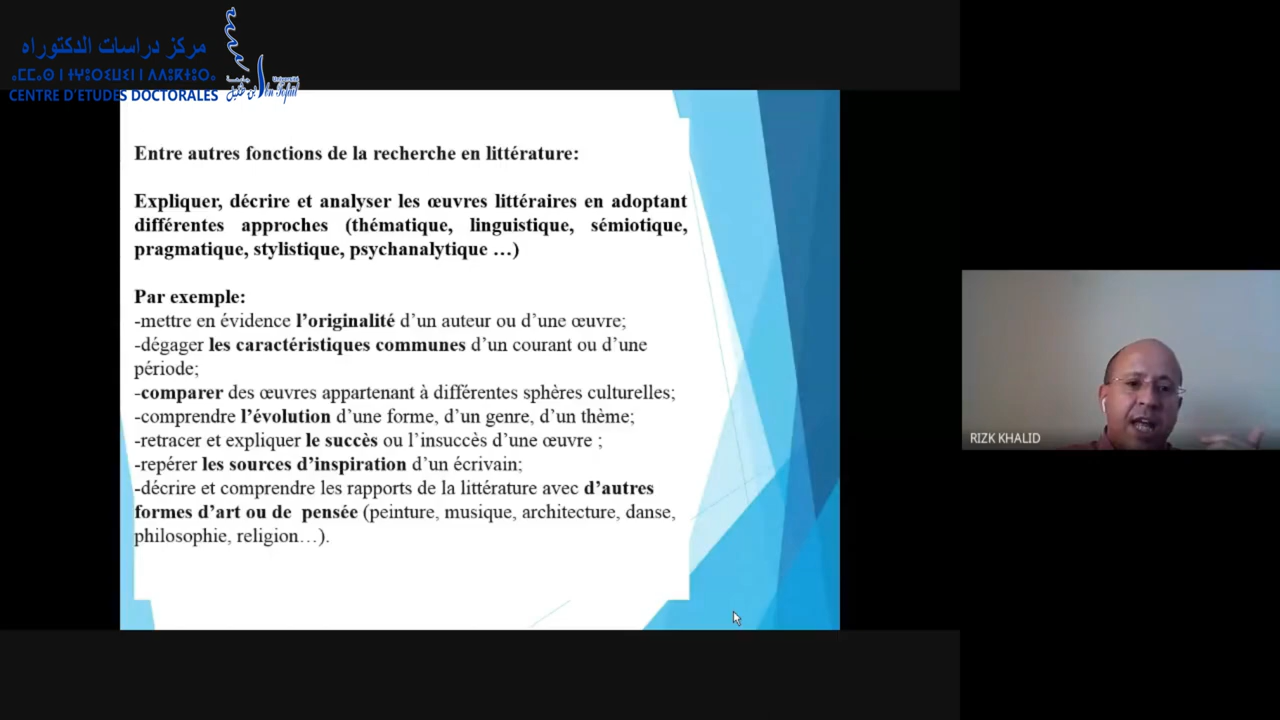 مركز دراسات الدكتوراه
CENTRE D'ETUDES DOCTORALES
Université
Ibn Tofail
Entre autres fonctions de la recherche en littérature:
Expliquer, décrire et analyser les œuvres littéraires en adoptant
différentes approches (thématique, linguistique, sémiotique,
pragmatique, stylistique, psychanalytique …)
Par exemple:
-mettre en évidence l’originalité d’un auteur ou d’une œuvre;
-dégager les caractéristiques communes d’un courant ou d’une
période;
-comparer des œuvres appartenant à différentes sphères culturelles;
-comprendre l’évolution d’une forme, d’un genre, d’un thème;
-retracer et expliquer le succès ou l’insuccès d’une œuvre ;
-repérer les sources d’inspiration d’un écrivain;
-décrire et comprendre les rapports de la littérature avec d’autres
formes d’art ou de  pensée (peinture, musique, architecture, danse,
philosophie, religion…).
RIZK KHALID